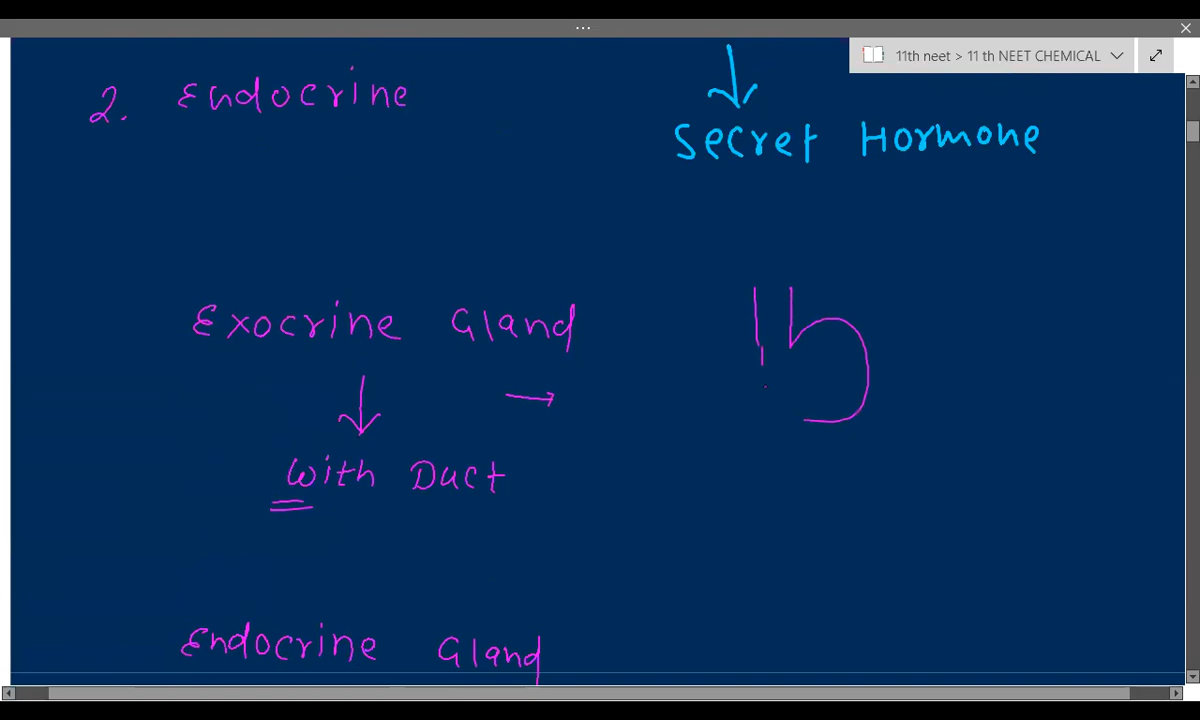 11th neet > 11 th NEET CHEMICAL
2. Endocrine
Secret Hormone
Exocrine Gland
With Duct
Endocrine Gland